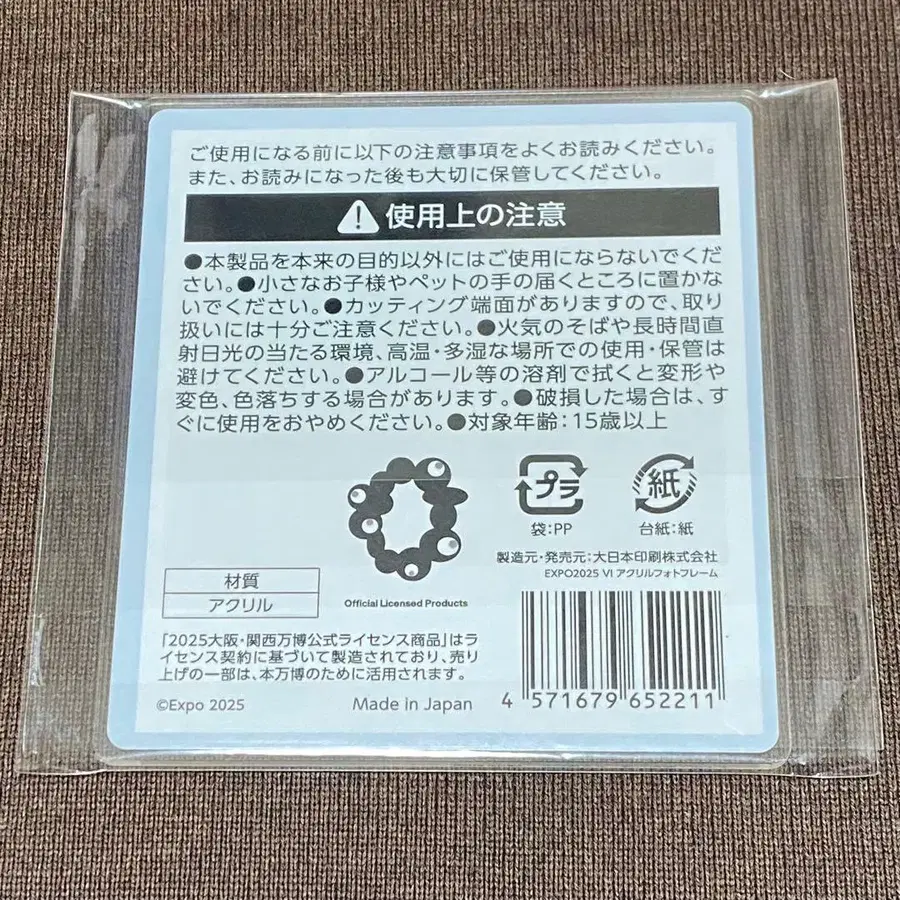 ご使用になる前に以下の注意事項をよくお読みください。
また、お読みになった後も大切に保管してください。
使用上の注意
●本製品を本来の目的以外にはご使用にならないでくだ
さい。●小さなお子様やペットの手の届くところに置かな
いでください。●カッティング端面がありますので、取り
扱いには十分ご注意ください。●火気のそばや長時間直
射日光の当たる環境、高温・多湿な場所での使用・保管は
避けてください。●アルコール等の溶剤で拭くと変形や
変色、色落ちする場合があります。●破損した場合は、す
ぐに使用をおやめください。●対象年齢：15歳以上
プラ
袋：PP
紙
台紙：紙
製造元・発売元：大日本印刷株式会社
EXPO2025 VI アクリルフォトフレーム
材質
アクリル
Official Licensed Products
「2025大阪・関西万博公式ライセンス商品」はラ
イセンス契約に基づいて製造されており、売り
上げの一部は、本万博のために活用されます。
©Expo 2025
Made in Japan
4 571679 652211